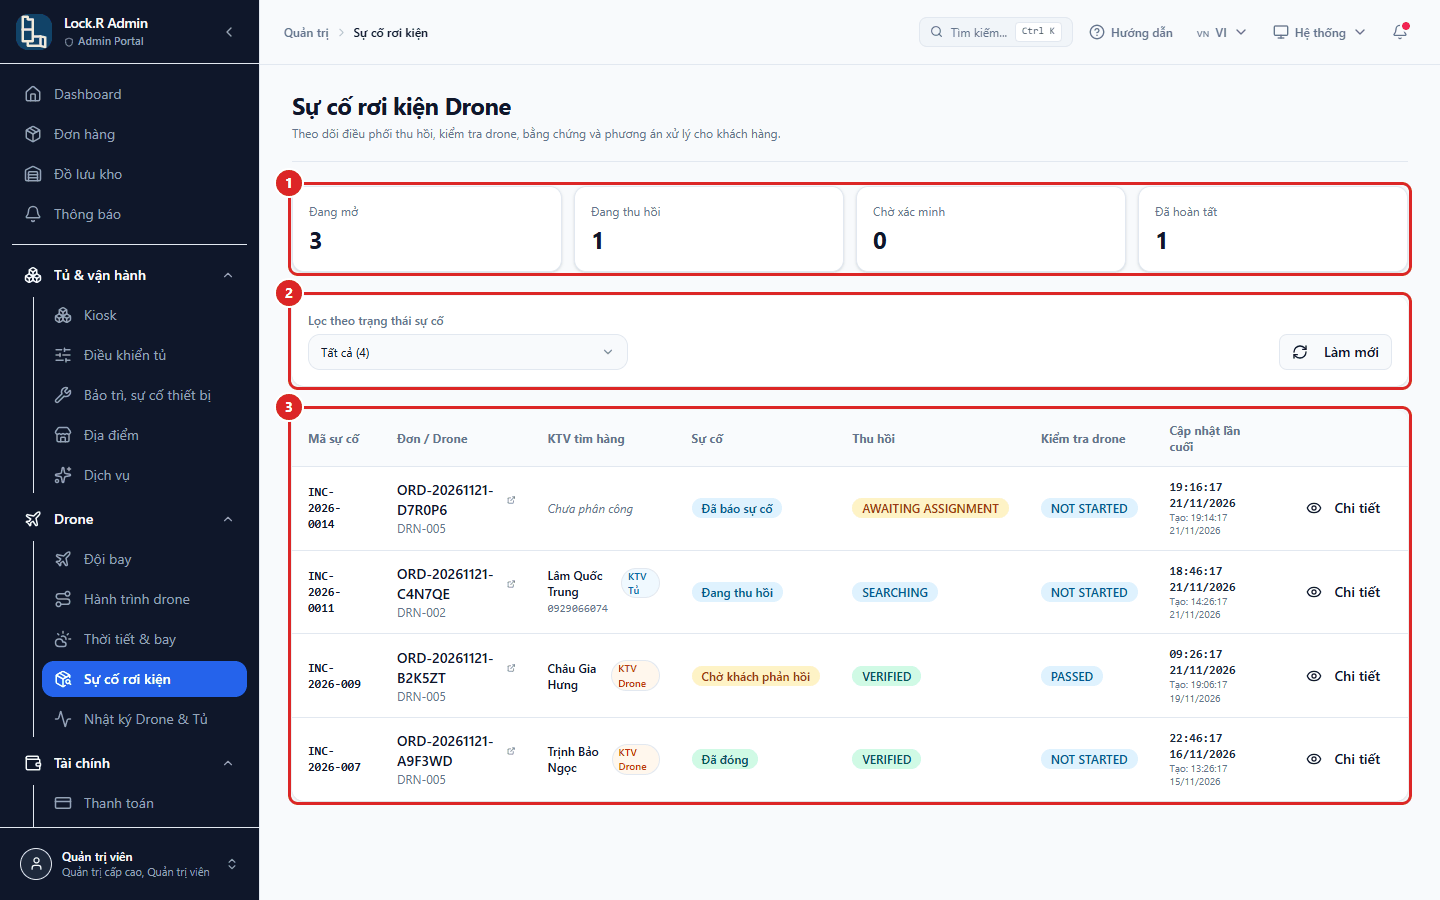 Lock.R Admin
Admin Portal
Dashboard
Đơn hàng
Đồ lưu kho
Thông báo
Tủ & vận hành
Kiosk
Điều khiển tủ
Bảo trì, sự cố thiết bị
Địa điểm
Dịch vụ
Drone
Đội bay
Hành trình drone
Thời tiết & bay
Sự cố rơi kiện
Nhật ký Drone & Tủ
Tài chính
Thanh toán
Quản trị viên
Quản trị cấp cao, Quản trị viên
Quản trị > Sự cố rơi kiện
Tìm kiếm... Ctrl K
Hướng dẫn
VN VI
Hệ thống
Sự cố rơi kiện Drone
Theo dõi điều phối thu hồi, kiểm tra drone, bằng chứng và phương án xử lý cho khách hàng.
1
Đang mở
3
Đang thu hồi
1
Chờ xác minh
0
Đã hoàn tất
1
2
Lọc theo trạng thái sự cố
Tất cả (4)
Làm mới
3
Mã sự cố
Đơn / Drone
KTV tìm hàng
Sự cố
Thu hồi
Kiểm tra drone
Cập nhật lần
cuối
INC-
2026-
0014
ORD-20261121-
D7R0P6
DRN-005
Chưa phân công
Đã báo sự cố
AWAITING ASSIGNMENT
NOT STARTED
19:16:17
21/11/2026
Tạo: 19:14:17
21/11/2026
Chi tiết
INC-
2026-
0011
ORD-20261121-
C4N7QE
DRN-002
Lâm Quốc
Trung
0929066074
KTV
Tủ
Đang thu hồi
SEARCHING
NOT STARTED
18:46:17
21/11/2026
Tạo: 14:26:17
21/11/2026
Chi tiết
INC-
2026-009
ORD-20261121-
B2K5ZT
DRN-005
Châu Gia
Hưng
KTV
Drone
Chờ khách phản hồi
VERIFIED
PASSED
09:26:17
21/11/2026
Tạo: 19:06:17
19/11/2026
Chi tiết
INC-
2026-007
ORD-20261121-
A9F3WD
DRN-005
Trịnh Bảo
Ngọc
KTV
Drone
Đã đóng
VERIFIED
NOT STARTED
22:46:17
16/11/2026
Tạo: 13:26:17
15/11/2026
Chi tiết